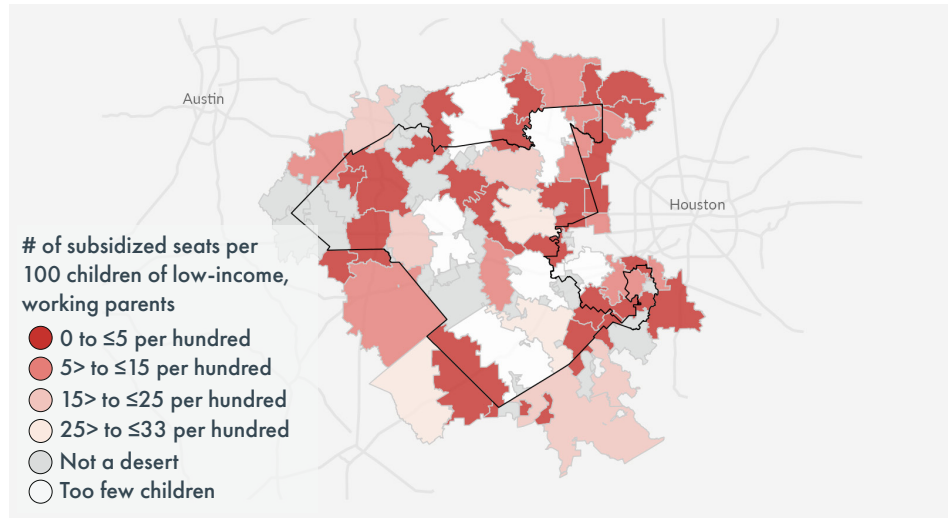 Austin
Houston
# of subsidized seats per
100 children of low-income,
working parents
0 to ≤5 per hundred
5> to ≤15 per hundred
15> to ≤25 per hundred
25> to ≤33 per hundred
Not a desert
Too few children